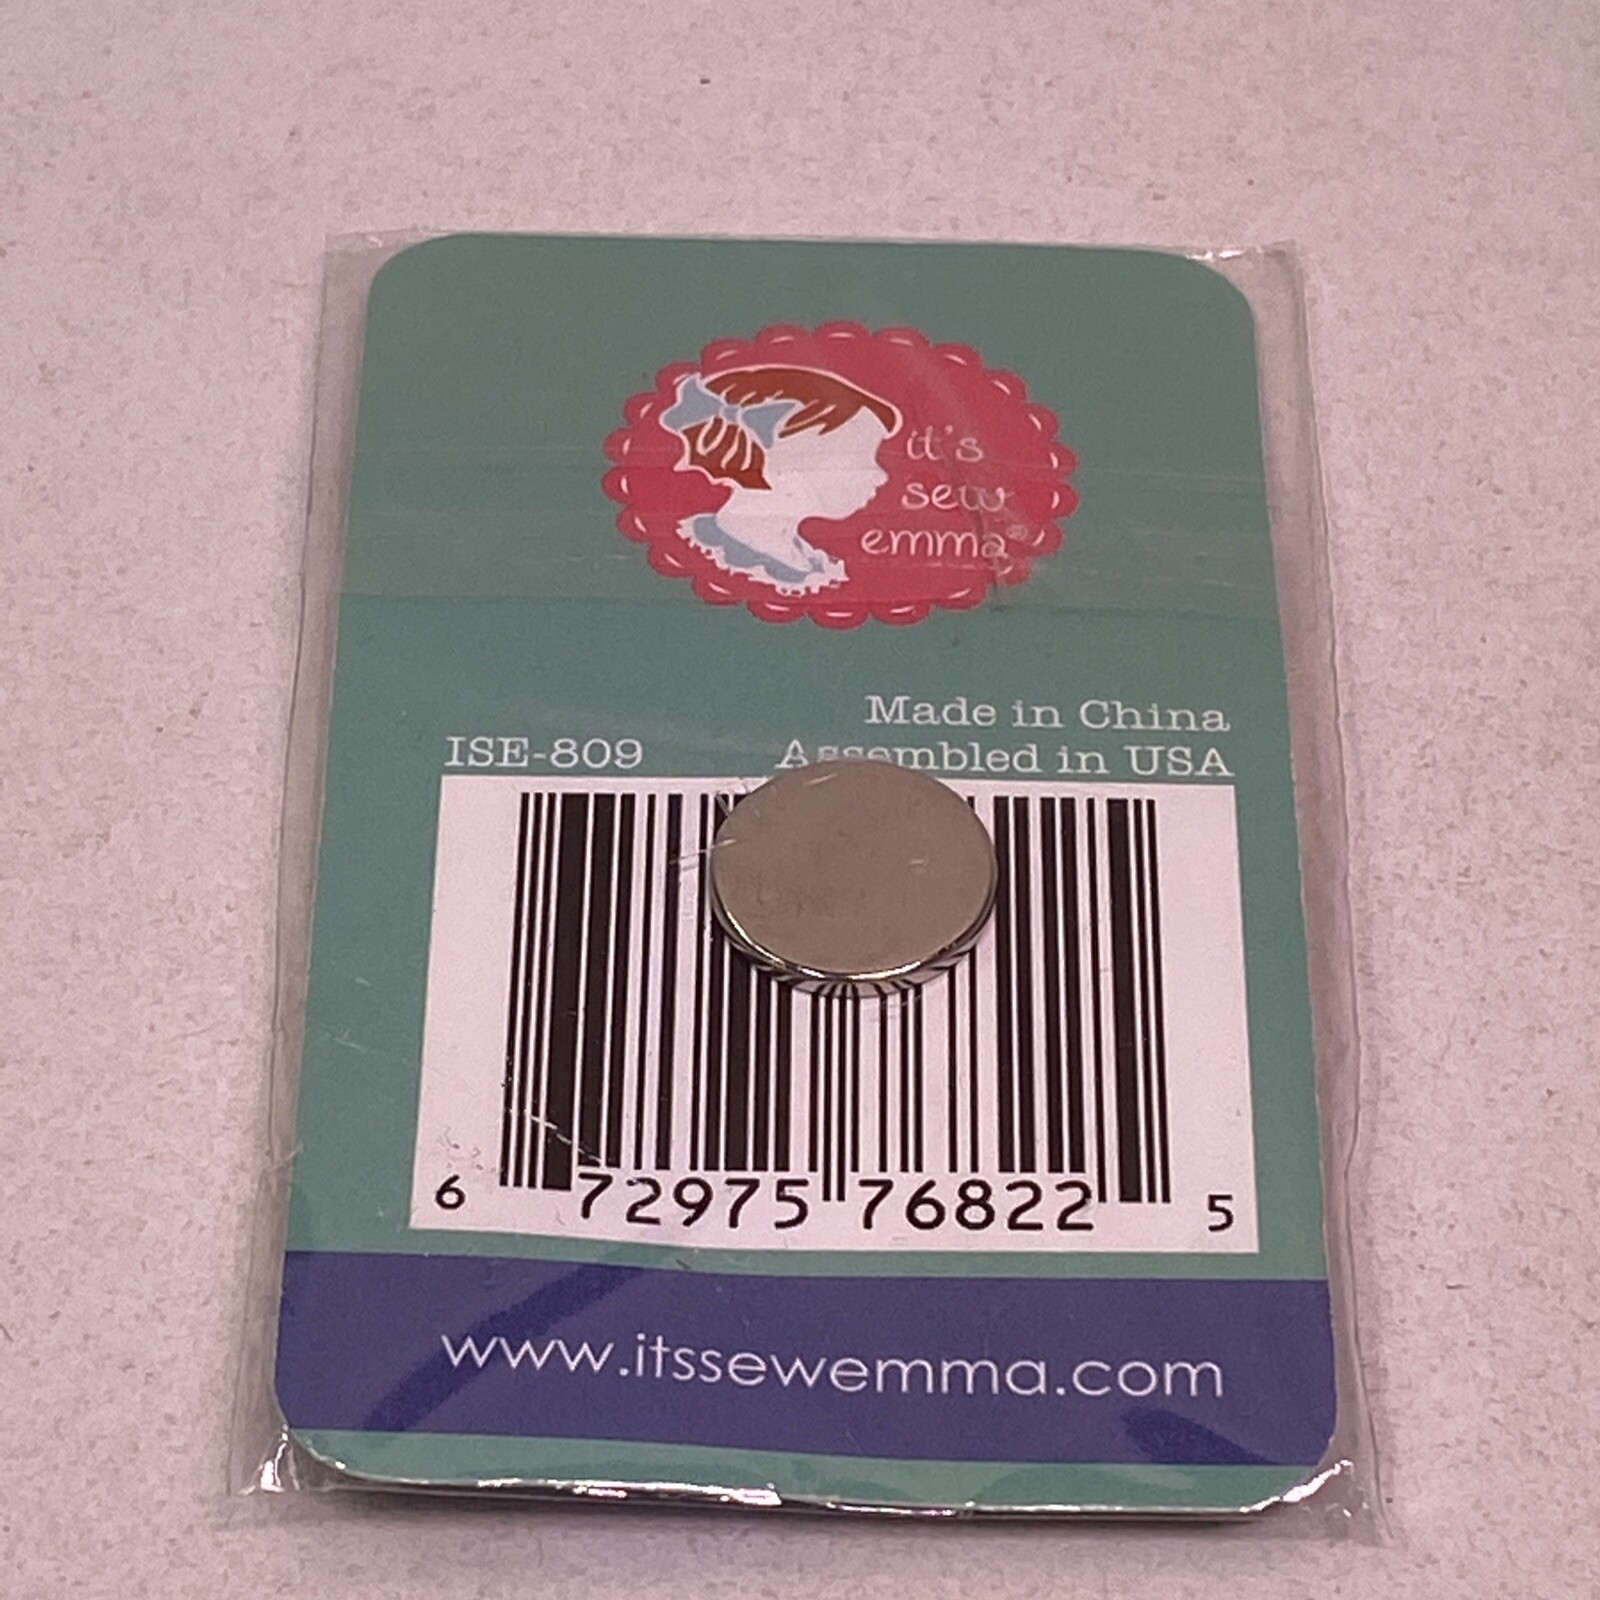 it's
sew
emma®
Made in China
ISE-809 Assembled in USA
6 72975 76822 5
www.itssewemma.com